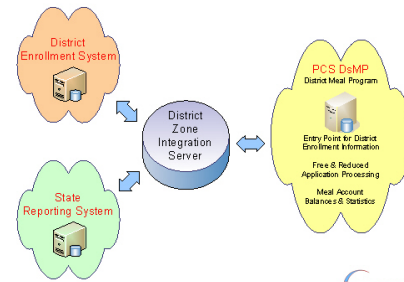 District
Enrollment System
District
Zone
Integration
Server
State
Reporting System
PCS DsMP
District Meal Program
Entry Point for District
Enrollment Information
Free & Reduced
Application Processing
Meal Account
Balances & Statistics